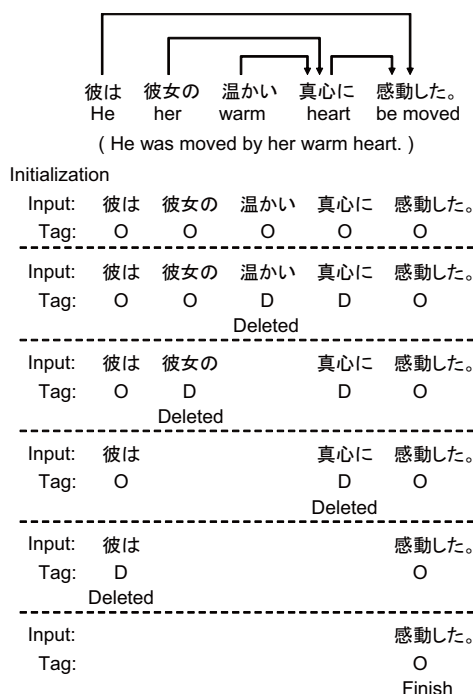 彼は 彼女の 温かい 真心に 感動した。
He her warm heart be moved
( He was moved by her warm heart. )
Initialization
Input: 彼は 彼女の 温かい 真心に 感動した。
Tag: O O O O O
Input: 彼は 彼女の 温かい 真心に 感動した。
Tag: O O D D O
Deleted
Input: 彼は 彼女の 真心に 感動した。
Tag: O D D O
Deleted
Input: 彼は 真心に 感動した。
Tag: O D O
Deleted
Input: 彼は 感動した。
Tag: D O
Deleted
Input: 感動した。
Tag: O
Finish